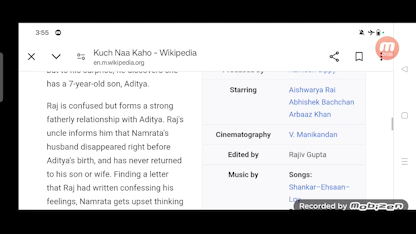 3:55
Kuch Naa Kaho - Wikipedia
en.m.wikipedia.org
has a 7-year-old son, Aditya.
Raj is confused but forms a strong
fatherly relationship with Aditya. Raj's
uncle informs him that Namrata's
husband disappeared right before
Aditya's birth, and has never returned
to his son or wife. Finding a letter
that Raj had written confessing his
feelings, Namrata gets upset thinking
Starring
Aishwarya Rai
Abhishek Bachchan
Arbaaz Khan
Cinematography
V. Manikandan
Edited by
Rajiv Gupta
Music by
Songs:
Shankar–Ehsaan–
Recorded by
MOBIZEN